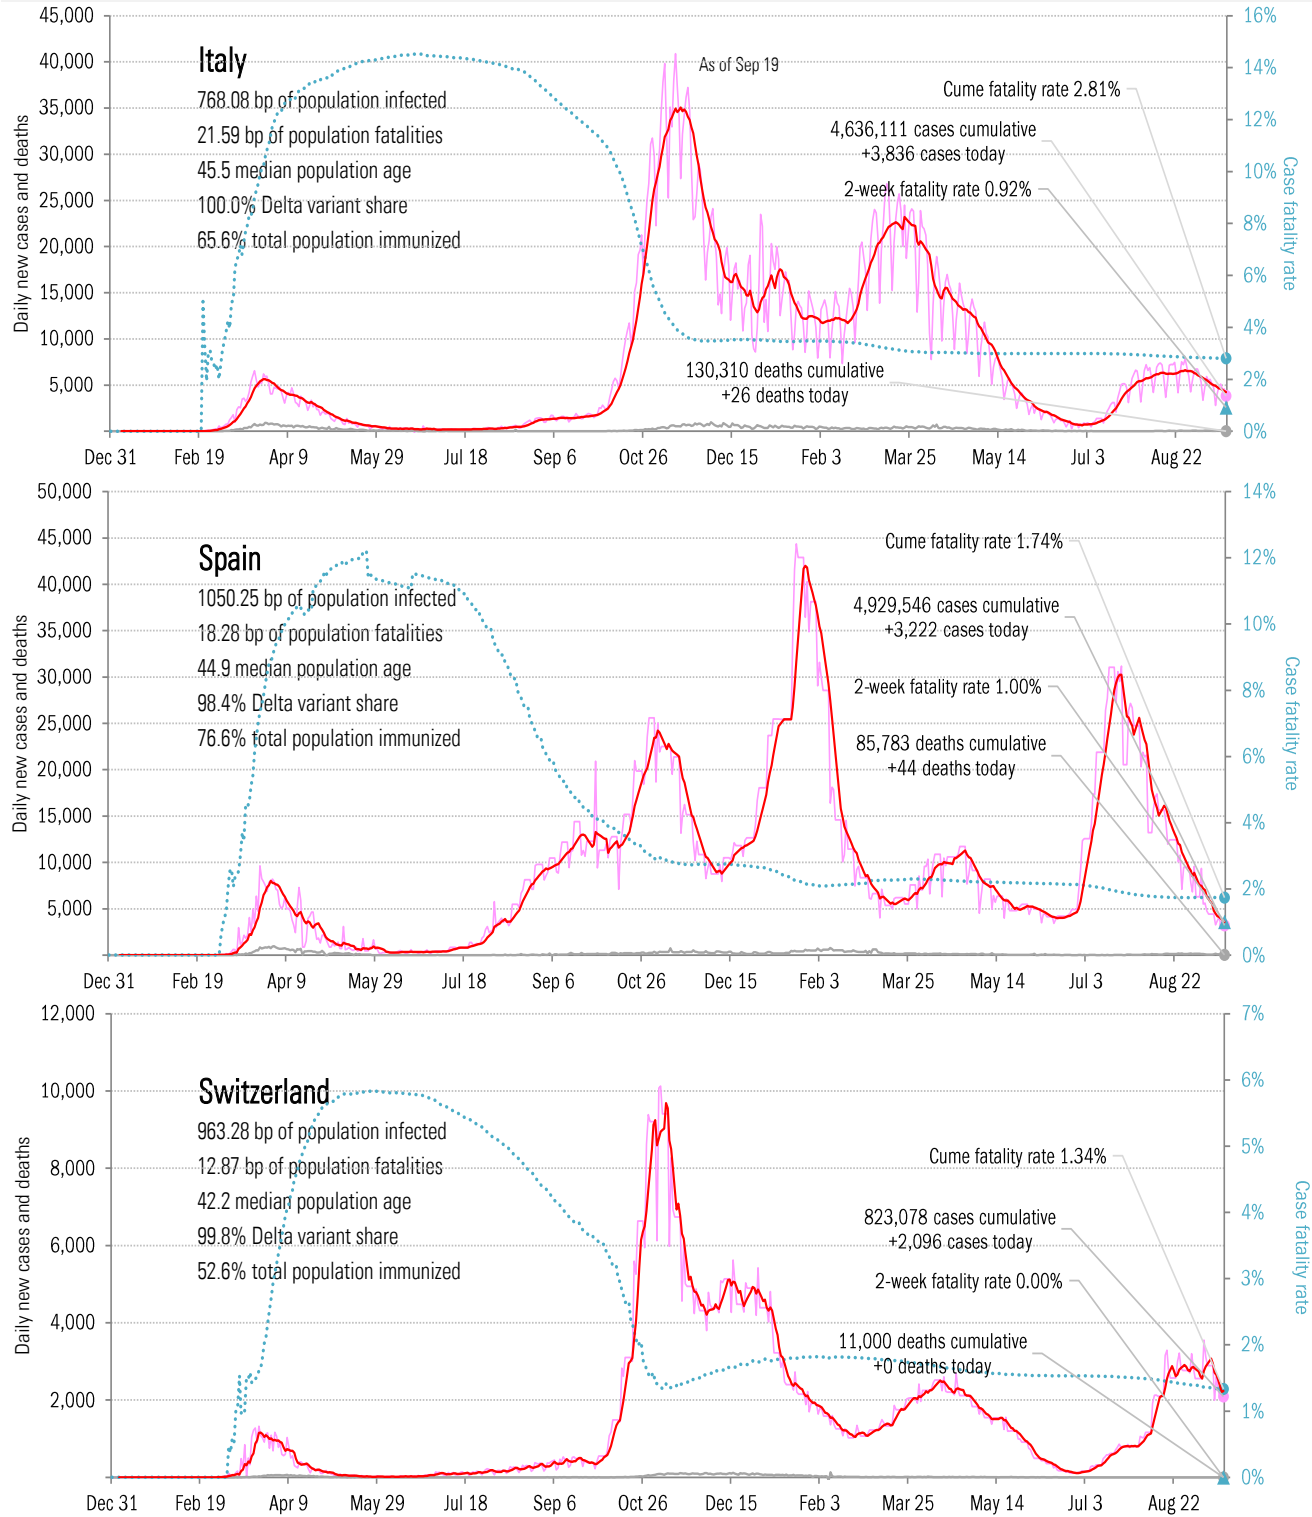 45,000
40,000
35,000
30,000
25,000
20,000
15,000
10,000
5,000
Daily new cases and deaths
Italy
768.08 bp of population infected
21.59 bp of population fatalities
45.5 median population age
100.0% Delta variant share
65.6% total population immunized
As of Sep 19
Cume fatality rate 2.81%
4,636,111 cases cumulative
+3,836 cases today
2-week fatality rate 0.92%
130,310 deaths cumulative
+26 deaths today
16%
14%
12%
10%
8%
6%
4%
2%
0%
Case fatality rate
Dec 31 Feb 19 Apr 9 May 29 Jul 18 Sep 6 Oct 26 Dec 15 Feb 3 Mar 25 May 14 Jul 3 Aug 22
50,000
45,000
40,000
35,000
30,000
25,000
20,000
15,000
10,000
5,000
Daily new cases and deaths
Spain
1050.25 bp of population infected
18.28 bp of population fatalities
44.9 median population age
98.4% Delta variant share
76.6% total population immunized
Cume fatality rate 1.74%
4,929,546 cases cumulative
+3,222 cases today
2-week fatality rate 1.00%
85,783 deaths cumulative
+44 deaths today
14%
12%
10%
8%
6%
4%
2%
0%
Case fatality rate
Dec 31 Feb 19 Apr 9 May 29 Jul 18 Sep 6 Oct 26 Dec 15 Feb 3 Mar 25 May 14 Jul 3 Aug 22
12,000
10,000
8,000
6,000
4,000
2,000
Daily new cases and deaths
Switzerland
963.28 bp of population infected
12.87 bp of population fatalities
42.2 median population age
99.8% Delta variant share
52.6% total population immunized
Cume fatality rate 1.34%
823,078 cases cumulative
+2,096 cases today
2-week fatality rate 0.00%
11,000 deaths cumulative
+0 deaths today
7%
6%
5%
4%
3%
2%
1%
0%
Case fatality rate
Dec 31 Feb 19 Apr 9 May 29 Jul 18 Sep 6 Oct 26 Dec 15 Feb 3 Mar 25 May 14 Jul 3 Aug 22